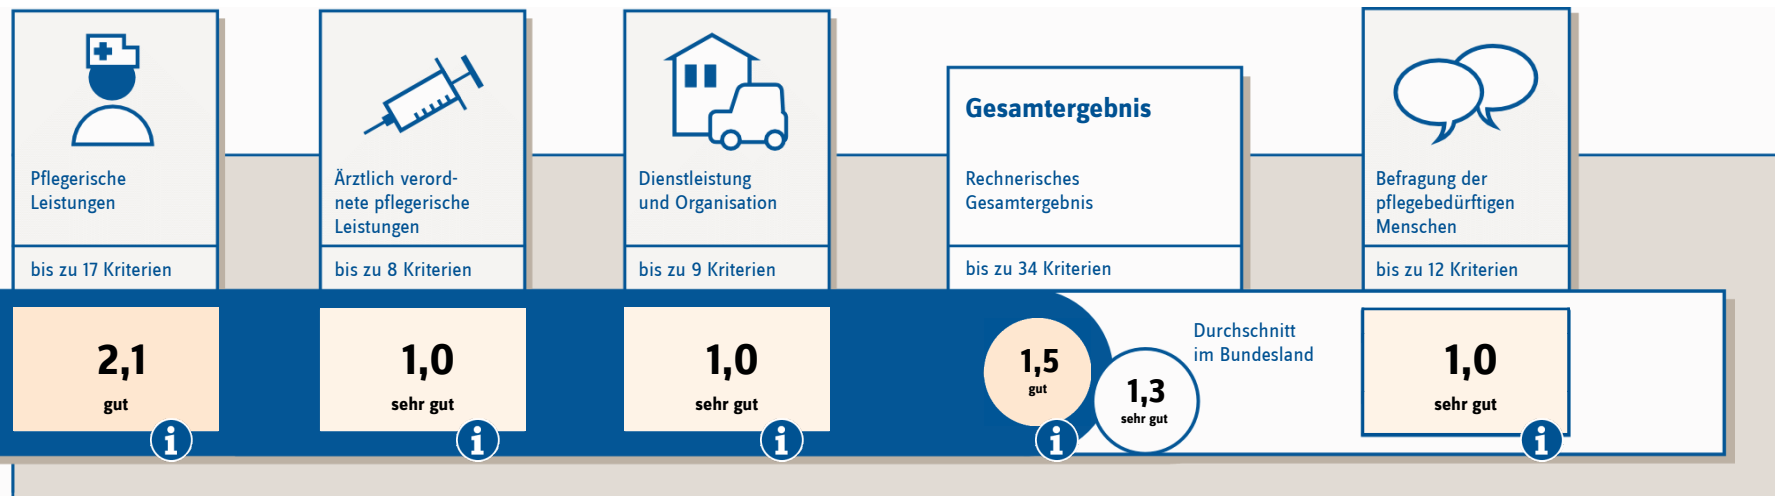 Pflegerische
Leistungen
bis zu 17 Kriterien
2,1
gut
i
Ärztlich verord-
nete pflegerische
Leistungen
bis zu 8 Kriterien
1,0
sehr gut
i
Dienstleistung
und Organisation
bis zu 9 Kriterien
1,0
sehr gut
i
Gesamtergebnis
Rechnerisches
Gesamtergebnis
bis zu 34 Kriterien
1,5
gut
i
1,3
sehr gut
Durchschnitt
im Bundesland
Befragung der
pflegebedürftigen
Menschen
bis zu 12 Kriterien
1,0
sehr gut
i